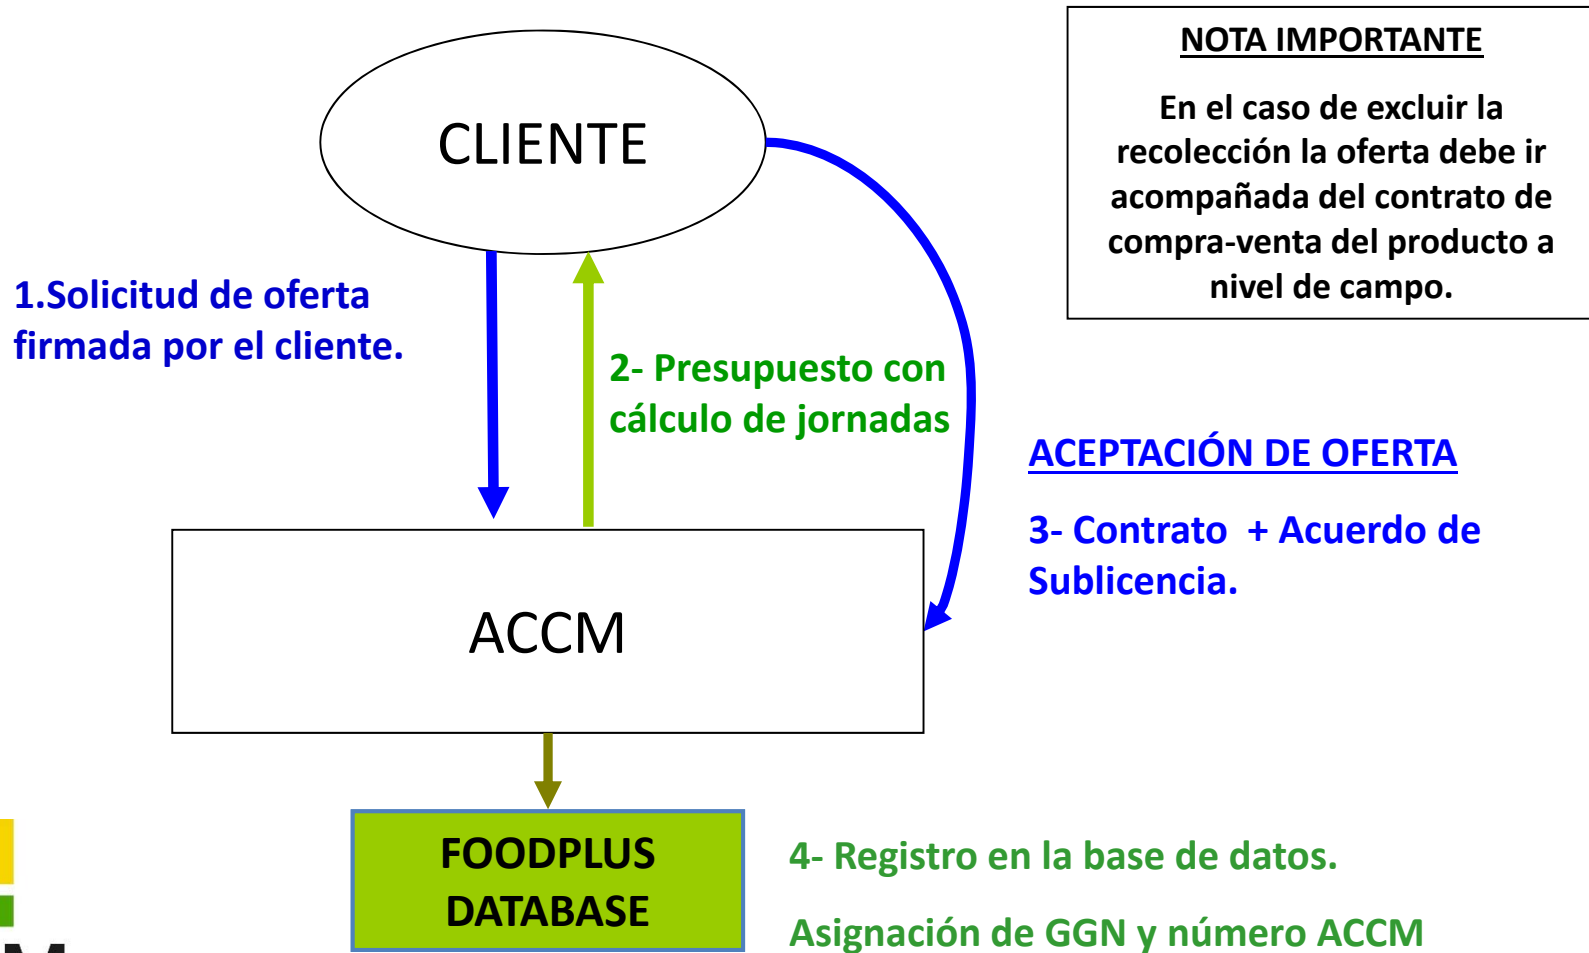 CLIENTE
NOTA IMPORTANTE
En el caso de excluir la
recolección la oferta debe ir
acompañada del contrato de
compra-venta del producto a
nivel de campo.
1.Solicitud de oferta
firmada por el cliente.
2- Presupuesto con
cálculo de jornadas
ACEPTACIÓN DE OFERTA
3- Contrato + Acuerdo de
Sublicencia.
ACCM
FOODPLUS
DATABASE
4- Registro en la base de datos.
Asignación de GGN y número ACCM